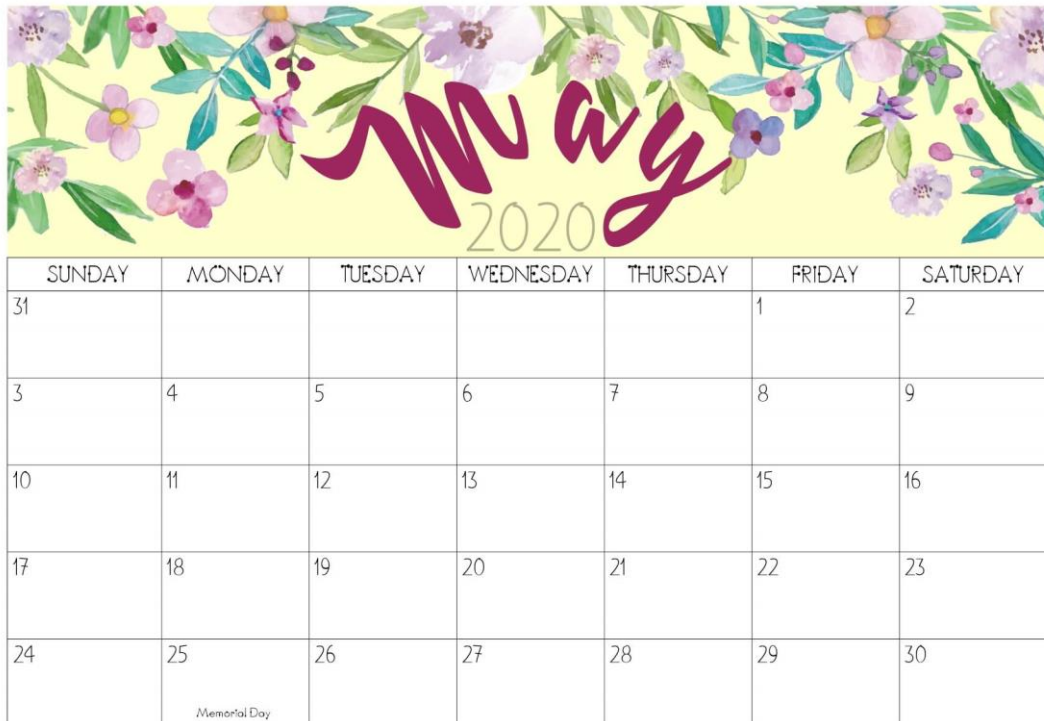 May
2020
SUNDAY MONDAY TUESDAY WEDNESDAY THURSDAY FRIDAY SATURDAY
31 1 2
3 4 5 6 7 8 9
10 11 12 13 14 15 16
17 18 19 20 21 22 23
24 25 26 27 28 29 30
Memorial Day